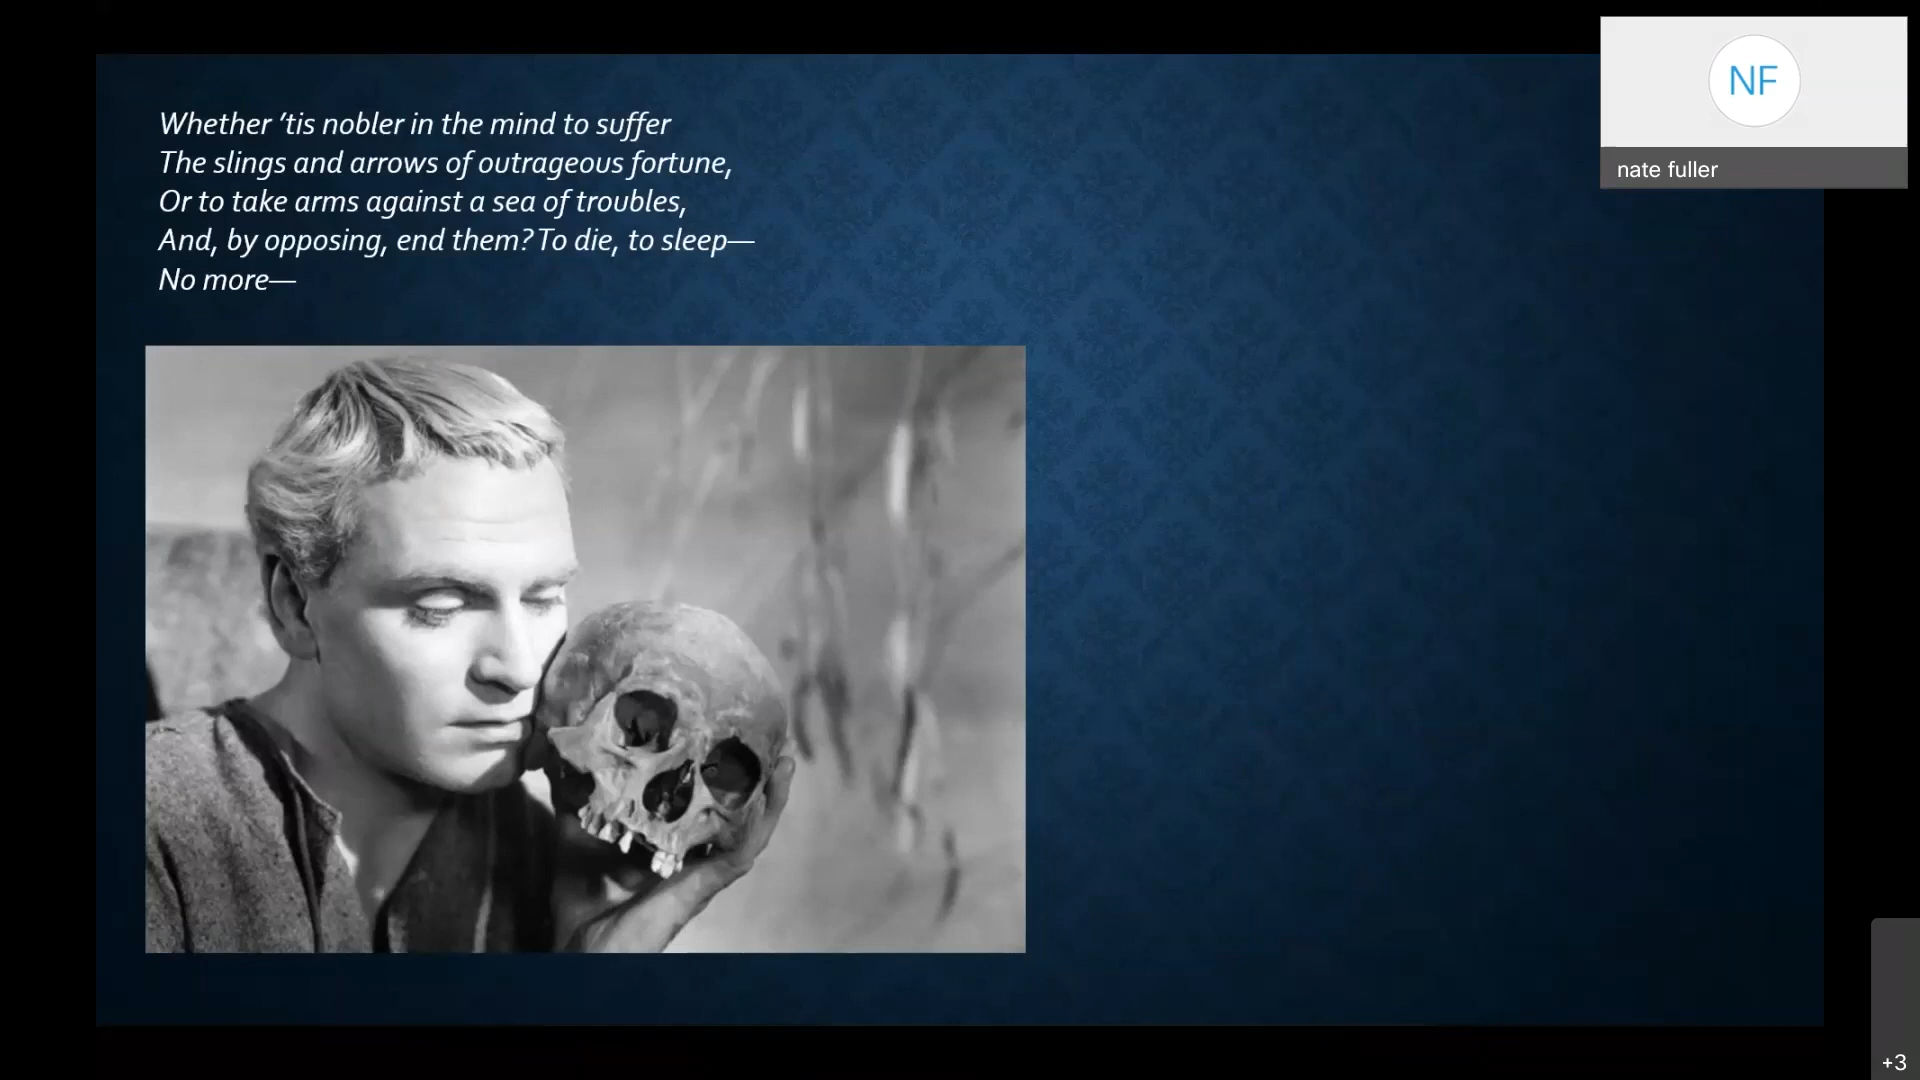 Whether ‘tis nobler in the mind to suffer
The slings and arrows of outrageous fortune,
Or to take arms against a sea of troubles,
And, by opposing, end them? To die, to sleep—
No more—
NF
nate fuller
+3